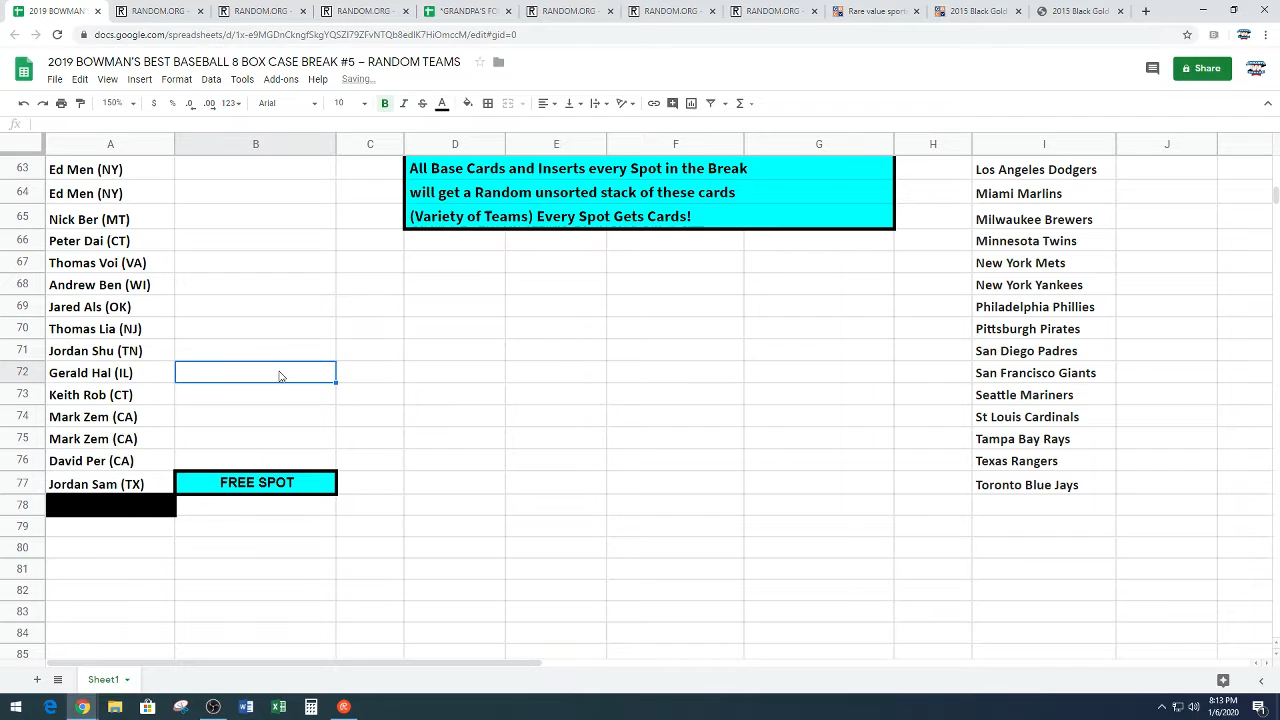 2019 BOWMAN'S
RANDOM.ORG -
RANDOM.ORG -
RANDOM.ORG -
*GRANDPA'S FO
RANDOM.ORG -
RANDOM.ORG -
RANDOM.ORG -
Rare value sport
2015 Black Gold
2015 Black Gold
2019 BOWMAN'S BEST BASEBALL 8 BOX CASE BREAK #5 – RANDOM TEAMS
File Edit View Insert Format Data Tools Add-ons Help Saving...
Share
150% $ % .0 .00 123 Arial 10 B I S A
fx
A B C D E F G H I J
63 Ed Men (NY) All Base Cards and Inserts every Spot in the Break Los Angeles Dodgers
64 Ed Men (NY) will get a Random unsorted stack of these cards Miami Marlins
65 Nick Ber (MT) (Variety of Teams) Every Spot Gets Cards! Milwaukee Brewers
66 Peter Dai (CT) Minnesota Twins
67 Thomas Voi (VA) New York Mets
68 Andrew Ben (WI) New York Yankees
69 Jared Als (OK) Philadelphia Phillies
70 Thomas Lia (NJ) Pittsburgh Pirates
71 Jordan Shu (TN) San Diego Padres
72 Gerald Hal (IL) San Francisco Giants
73 Keith Rob (CT) Seattle Mariners
74 Mark Zem (CA) St Louis Cardinals
75 Mark Zem (CA) Tampa Bay Rays
76 David Per (CA) Texas Rangers
77 Jordan Sam (TX) FREE SPOT Toronto Blue Jays
78
79
80
81
82
83
84
85
Sheet1
8:13 PM
1/6/2020